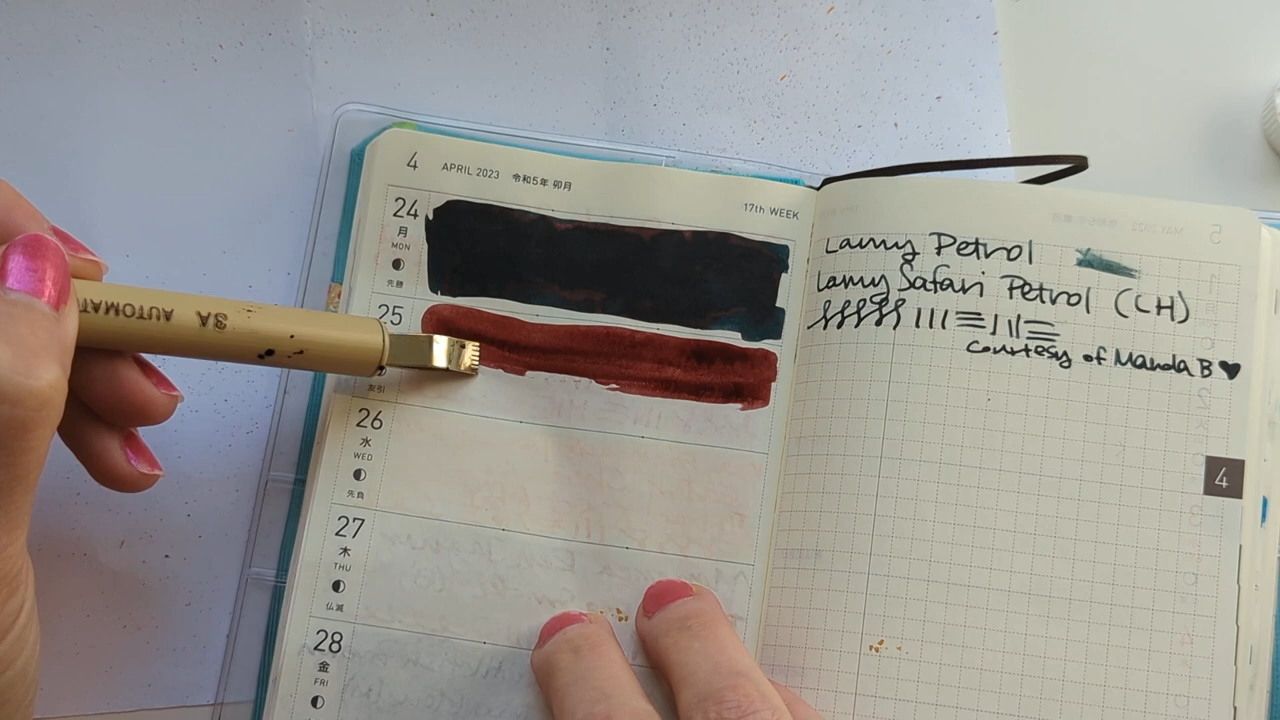 3A AUTOMAT
4 APRIL 2023 令和5年 卯月
17th WEEK
24
月
MON
先勝
25
友引
26
水
WED
先負
27
木
THU
仏滅
28
金
FRI
Lamy Petrol
Lamy Safari Petrol (CH)
courtesy of Manda B ♥
4